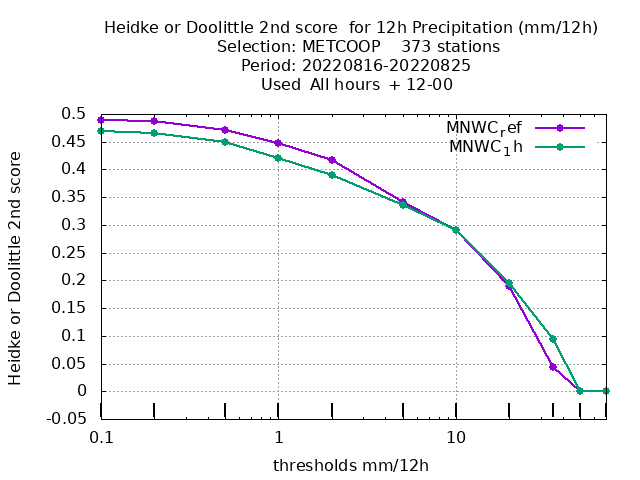 Heidke or Doolittle 2nd score  for 12h Precipitation (mm/12h)
Selection: METCOOP    373 stations
Period: 20220816-20220825
Used  All hours  + 12-00
MNWCref
MNWC1h
Heidke or Doolittle 2nd score
0.5
0.45
0.4
0.35
0.3
0.25
0.2
0.15
0.1
0.05
0
-0.05
0.1 1 10
thresholds mm/12h